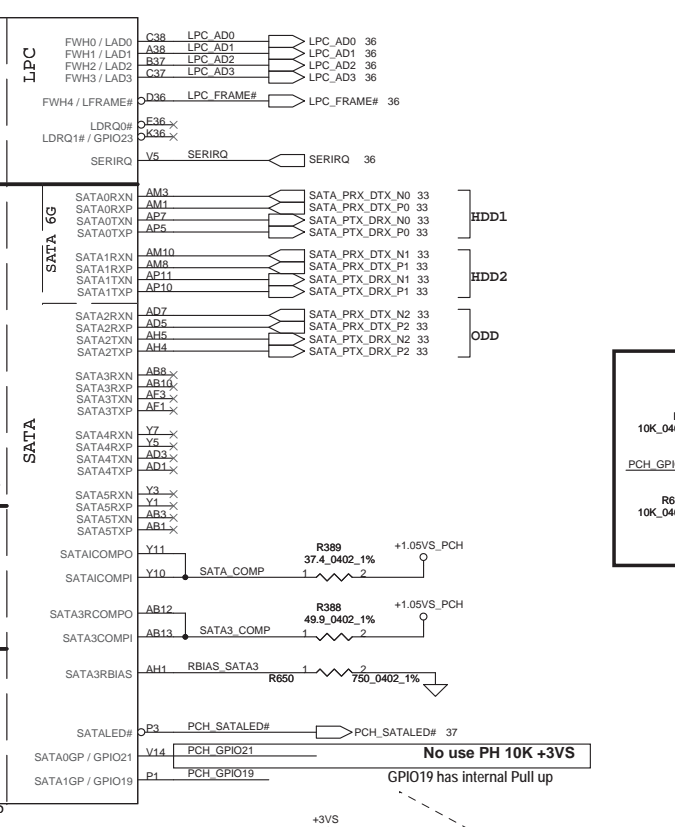 LPC
FWH0 / LAD0 C38 LPC_AD0 LPC_AD0 36
FWH1 / LAD1 A38 LPC_AD1 LPC_AD1 36
FWH2 / LAD2 B37 LPC_AD2 LPC_AD2 36
FWH3 / LAD3 C37 LPC_AD3 LPC_AD3 36
FWH4 / LFRAME# D36 LPC_FRAME# LPC_FRAME# 36
LDRQ0# E36
LDRQ1# / GPIO23 K36
SERIRQ V5 SERIRQ SERIRQ 36
SATA 6G
SATA0RXN AM3 SATA_PRX_DTX_N0 33
SATA0RXP AM1 SATA_PRX_DTX_P0 33
SATA0TXN AP7 SATA_PTX_DRX_N0 33
SATA0TXP AP5 SATA_PTX_DRX_P0 33
HDD1
SATA1RXN AM10 SATA_PRX_DTX_N1 33
SATA1RXP AM8 SATA_PRX_DTX_P1 33
SATA1TXN AP11 SATA_PTX_DRX_N1 33
SATA1TXP AP10 SATA_PTX_DRX_P1 33
HDD2
SATA2RXN AD7 SATA_PRX_DTX_N2 33
SATA2RXP AD5 SATA_PRX_DTX_P2 33
SATA2TXN AH5 SATA_PTX_DRX_N2 33
SATA2TXP AH4 SATA_PTX_DRX_P2 33
ODD
SATA
SATA3RXN AB8
SATA3RXP AB10
SATA3TXN AF3
SATA3TXP AF1
SATA4RXN Y7
SATA4RXP Y5
SATA4TXN AD3
SATA4TXP AD1
SATA5RXN Y3
SATA5RXP Y1
SATA5TXN AB3
SATA5TXP AB1
SATAICOMPO Y11
R389
37.4_0402_1%
+1.05VS_PCH
SATAICOMPI Y10 SATA_COMP 1 2
SATA3RCOMPO AB12
R388
49.9_0402_1%
+1.05VS_PCH
SATA3COMPI AB13 SATA3_COMP 1 2
SATA3RBIAS AH1 RBIAS_SATA3 R650 1 2 750_0402_1%
SATALED# P3 PCH_SATALED# PCH_SATALED# 37
SATA0GP / GPIO21 V14 PCH_GPIO21 No use PH 10K +3VS
SATA1GP / GPIO19 P1 PCH_GPIO19 GPIO19 has internal Pull up
+3VS
10K_04
PCH_GPI
R6
10K_04